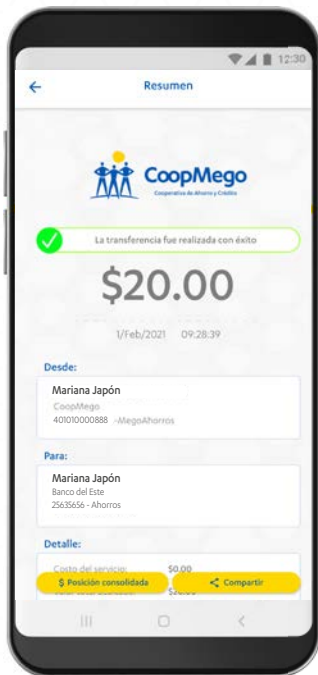 12:30
Resumen
CoopMego
Cooperativa de Ahorro y Crédito
La transferencia fue realizada con éxito
$20.00
1/Feb/2021 09:28:39
Desde:
Mariana Japón
CoopMego
401010000888 -MegoAhorros
Para:
Mariana Japón
Banco del Este
25635656 - Ahorros
Detalle:
Costo del servicio: $0.00
$ Posición consolidada Compartir